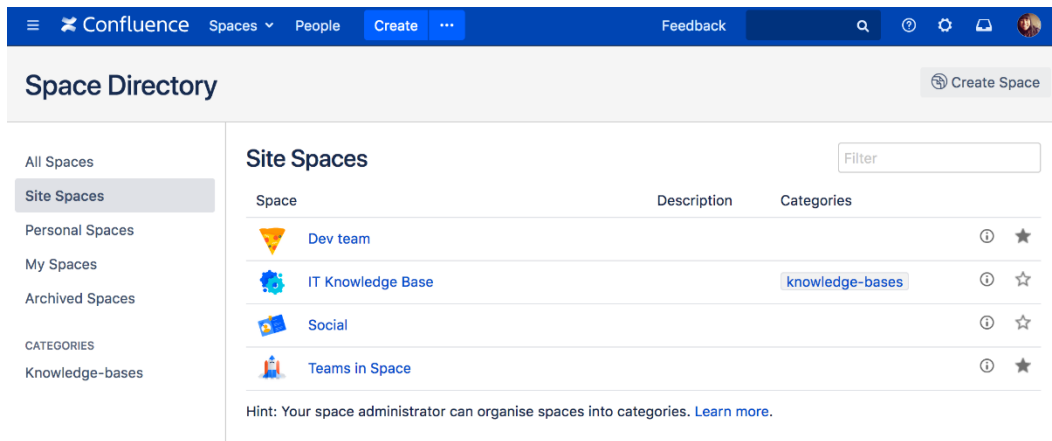 Confluence Spaces People Create ··· Feedback
Space Directory
Create Space
All Spaces
Site Spaces
Personal Spaces
My Spaces
Archived Spaces
CATEGORIES
Knowledge-bases
Site Spaces
Filter
Space Description Categories
Dev team
IT Knowledge Base knowledge-bases
Social
Teams in Space
Hint: Your space administrator can organise spaces into categories. Learn more.